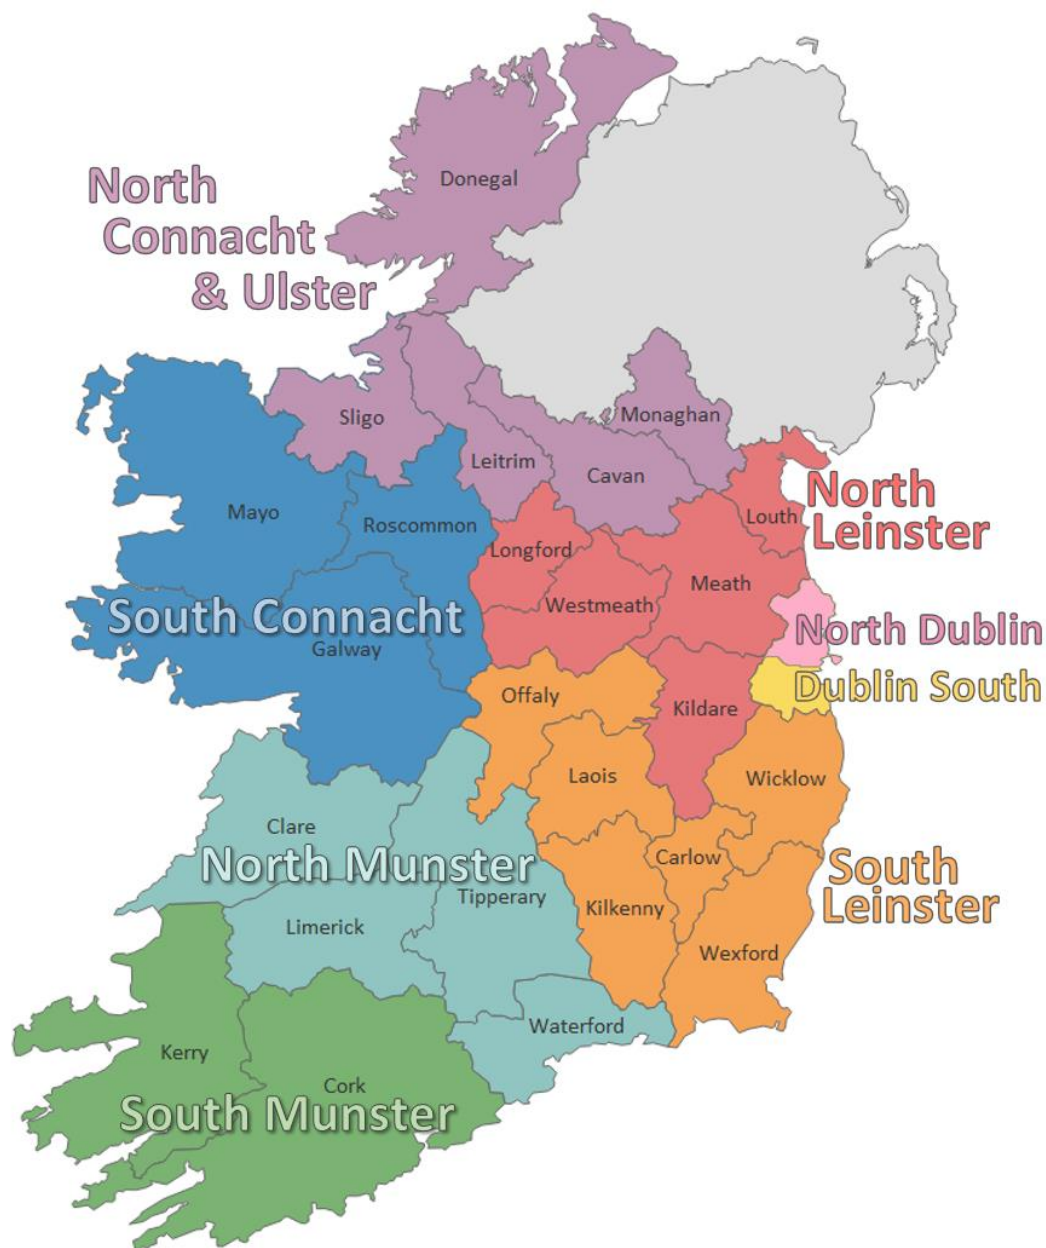 Donegal
North
Connacht
& Ulster
Monaghan
Sligo
Leitrim
Cavan
North
Leinster
Mayo
Roscommon
Louth
Longford
Meath
Westmeath
South Connacht
North Dublin
Galway
Dublin South
Offaly
Kildare
Laois
Wicklow
Clare
North Munster
Carlow
South
Leinster
Tipperary
Kilkenny
Limerick
Wexford
Waterford
Kerry
Cork
South Munster